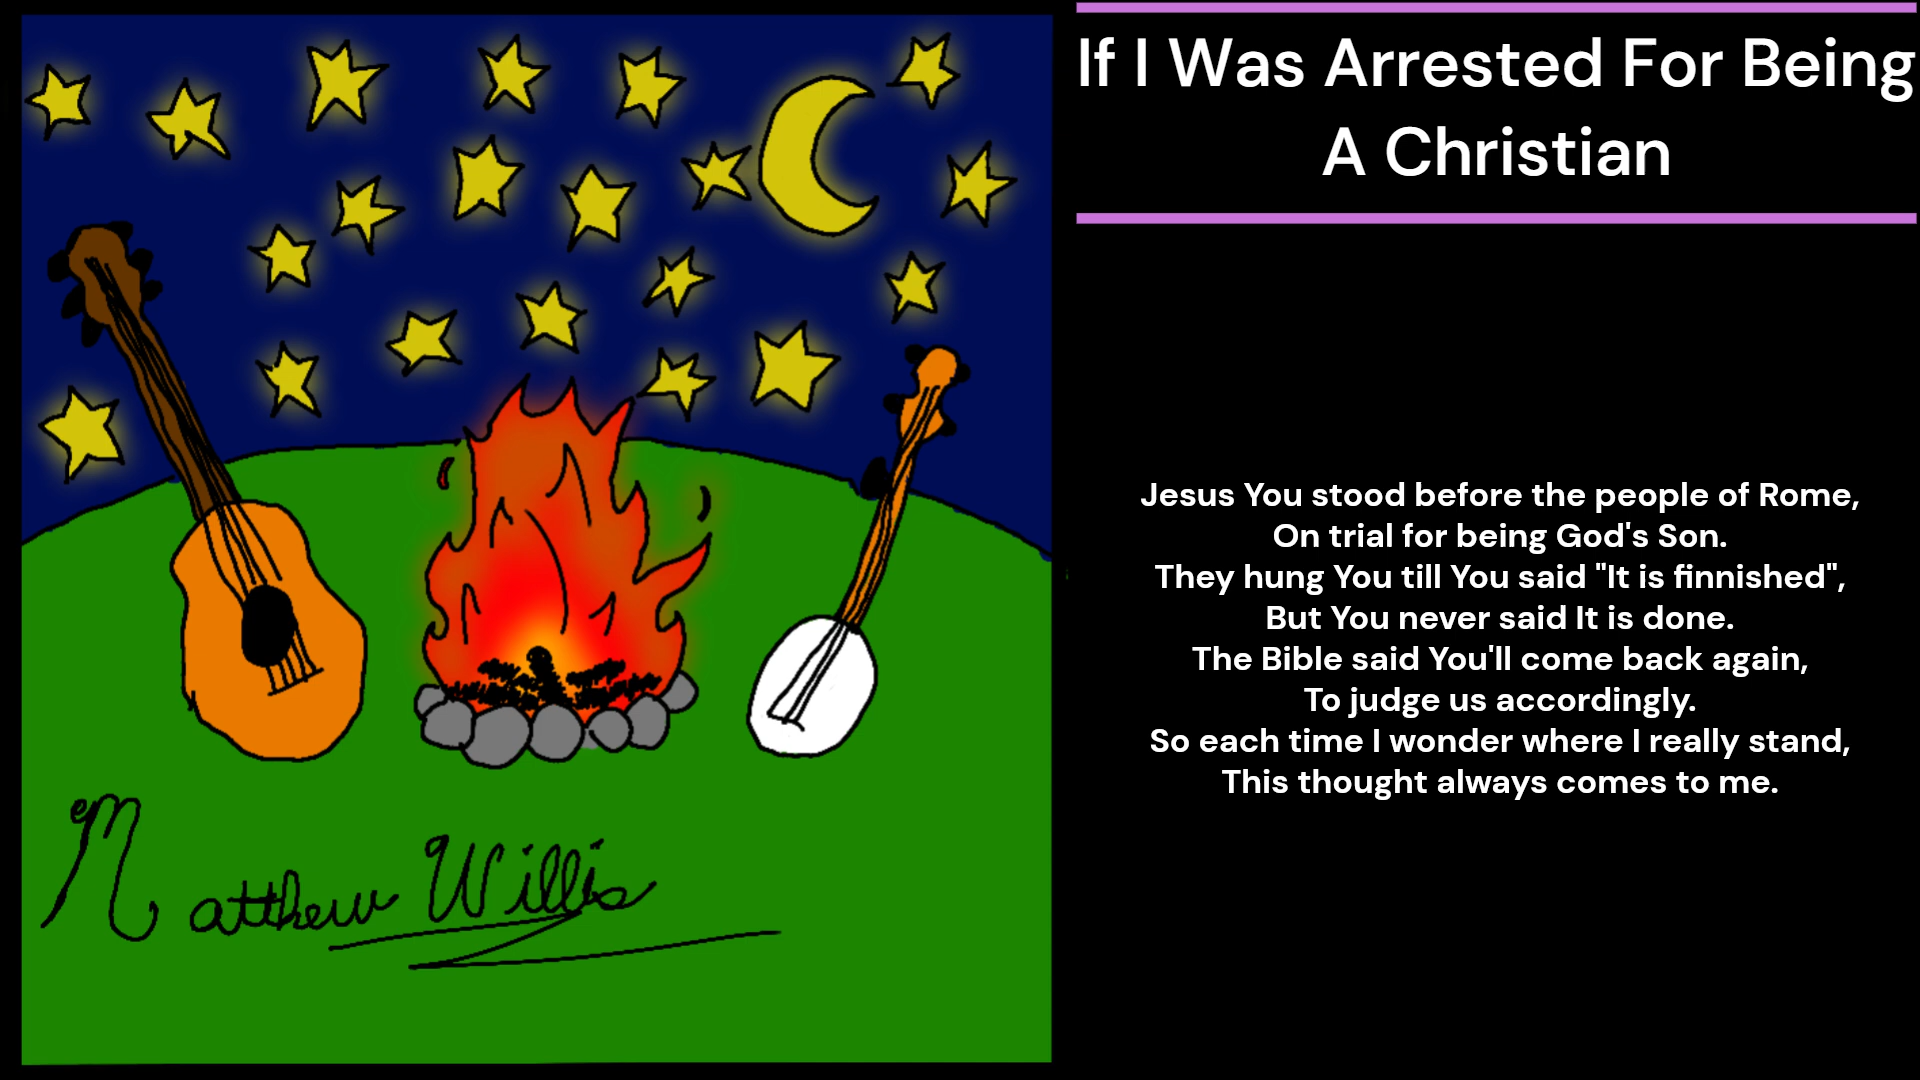 If I Was Arrested For Being
A Christian
Jesus You stood before the people of Rome,
On trial for being God's Son.
They hung You till You said "It is finnished",
But You never said It is done.
The Bible said You'll come back again,
To judge us accordingly.
So each time I wonder where I really stand,
This thought always comes to me.
Matthew Willis